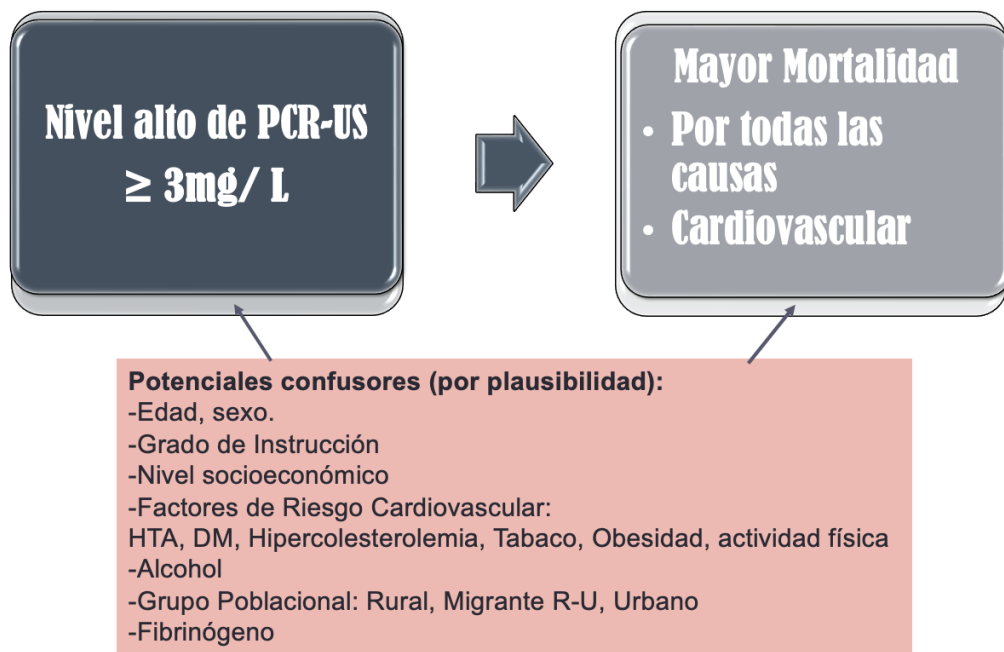 Nivel alto de PCR-US
≥ 3mg/ L
Mayor Mortalidad
• Por todas las
causas
• Cardiovascular
Potenciales confusores (por plausibilidad):
-Edad, sexo.
-Grado de Instrucción
-Nivel socioeconómico
-Factores de Riesgo Cardiovascular:
HTA, DM, Hipercolesterolemia, Tabaco, Obesidad, actividad física
-Alcohol
-Grupo Poblacional: Rural, Migrante R-U, Urbano
-Fibrinógeno